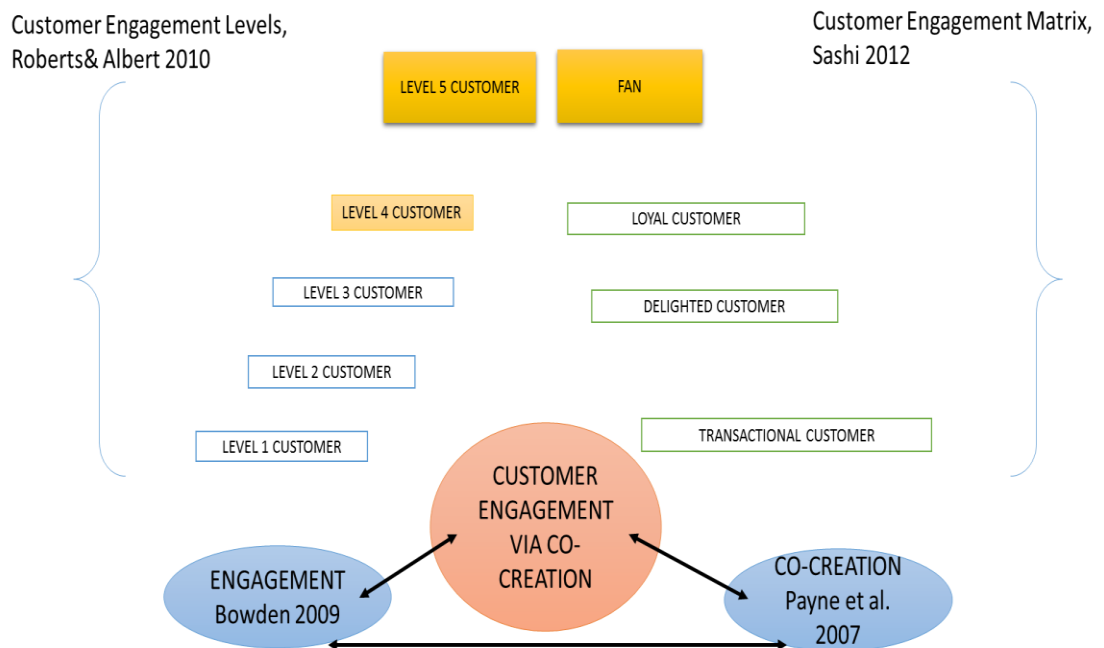 Customer Engagement Levels,
Roberts& Albert 2010
Customer Engagement Matrix,
Sashi 2012
LEVEL 5 CUSTOMER
FAN
LEVEL 4 CUSTOMER
LOYAL CUSTOMER
LEVEL 3 CUSTOMER
DELIGHTED CUSTOMER
LEVEL 2 CUSTOMER
LEVEL 1 CUSTOMER
TRANSACTIONAL CUSTOMER
CUSTOMER
ENGAGEMENT
VIA CO-
CREATION
ENGAGEMENT
Bowden 2009
CO-CREATION
Payne et al.
2007